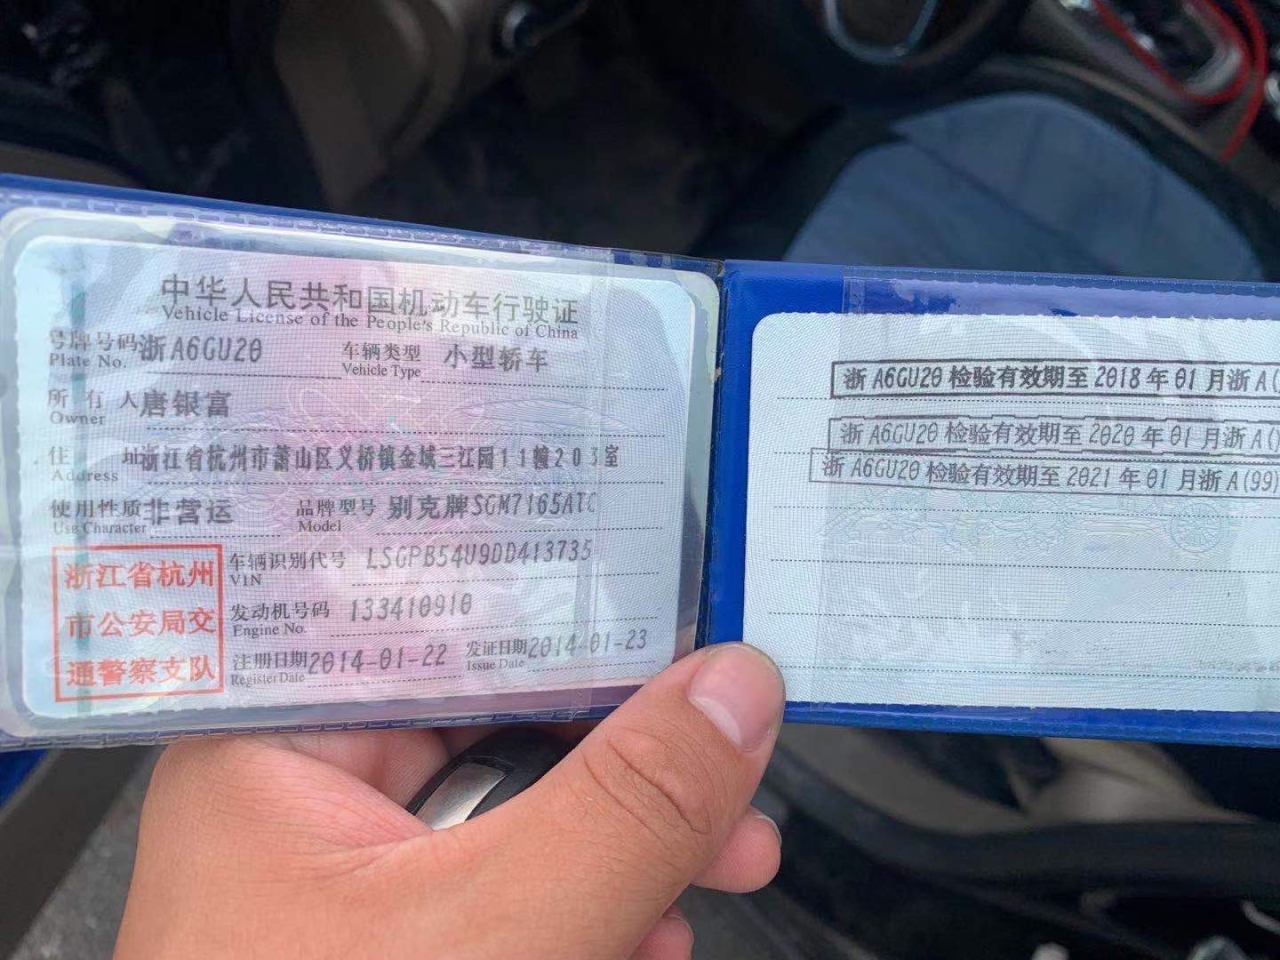 中华人民共和国机动车行驶证
Vehicle License of the People's Republic of China
号牌号码 浙A6GU20 车辆类型 小型轿车
Plate No. Vehicle Type
所有人 唐银富
Owner
住址 浙江省杭州市萧山区义桥镇金城三江园11幢203室
Address
使用性质 非营运 品牌型号 别克牌SGM7165ATC
Use Character Model
车辆识别代号 LSGPB54U9DD413735
VIN
发动机号码 133410910
Engine No.
注册日期 2014-01-22 发证日期 2014-01-23
Register Date Issue Date
浙江省杭州
市公安局交
通警察支队
浙A6GU20检验有效期至2018年01月浙A(
浙A6GU20检验有效期至2020年01月浙A(
浙A6GU20检验有效期至2021年01月浙A(99)